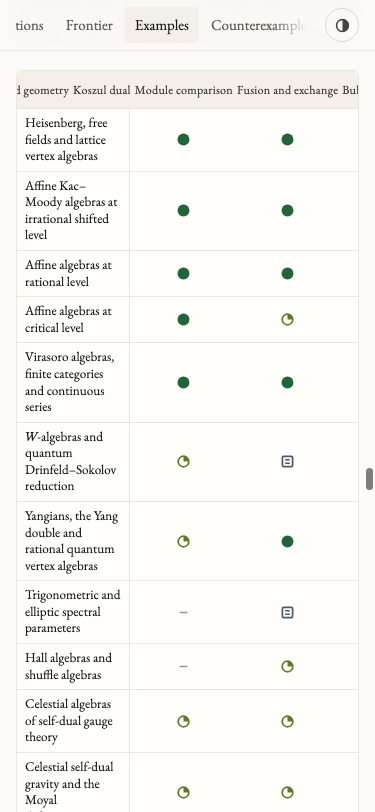 tions Frontier Examples Counterexample
d geometry Koszul dual Module comparison Fusion and exchange Bul
Heisenberg, free
fields and lattice
vertex algebras
Affine Kac–
Moody algebras at
irrational shifted
level
Affine algebras at
rational level
Affine algebras at
critical level
Virasoro algebras,
finite categories
and continuous
series
W-algebras and
quantum
Drinfeld–Sokolov
reduction
Yangians, the Yang
double and
rational quantum
vertex algebras
Trigonometric and
elliptic spectral
parameters
–
Hall algebras and
shuffle algebras
–
Celestial algebras
of self-dual gauge
theory
Celestial self-dual
gravity and the
Moyal